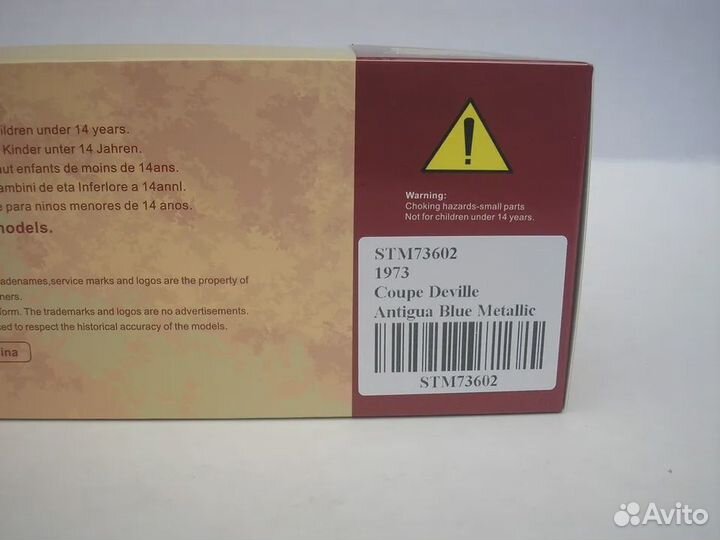 ildren under 14 years.
Kinder unter 14 Jahren.
aut enfants de moins de 14ans.
ambini de eta Inferlore a 14annl.
e para ninos menores de 14 anos.
nodels.
radenames,service marks and logos are the property of
ners.
form. The trademarks and logos are no advertisements.
ced to respect the historical accuracy of the models.
ina
Warning:
Choking hazards-small parts
Not for children under 14 years.
STM73602
1973
Coupe Deville
Antigua Blue Metallic
STM73602
Avito